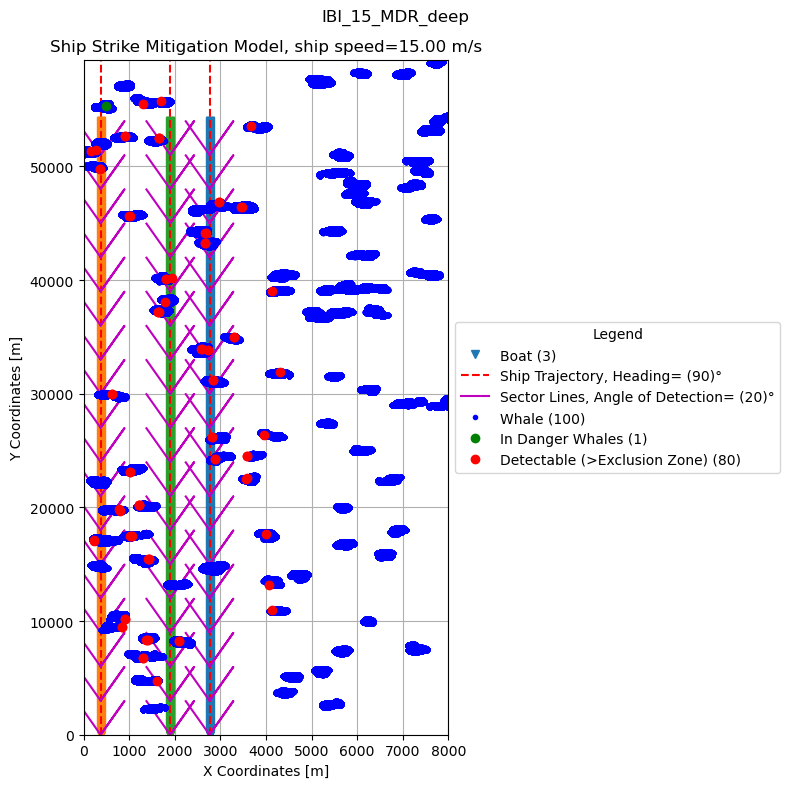 IBI_15_MDR_deep
Ship Strike Mitigation Model, ship speed=15.00 m/s
Y Coordinates [m]
50000
40000
30000
20000
10000
0
0 1000 2000 3000 4000 5000 6000 7000 8000
X Coordinates [m]
Legend
Boat (3)
Ship Trajectory, Heading= (90)°
Sector Lines, Angle of Detection= (20)°
Whale (100)
In Danger Whales (1)
Detectable (>Exclusion Zone) (80)